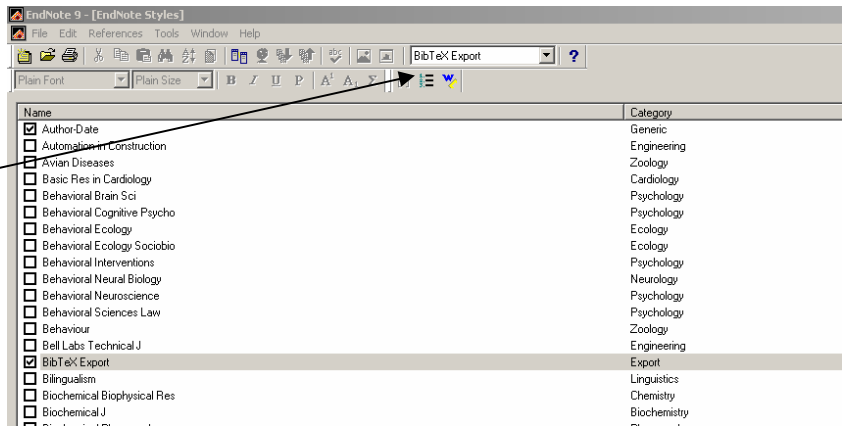 EndNote 9 - [EndNote Styles]
File Edit References Tools Window Help
BibTeX Export ?
Plain Font Plain Size B I U P A¹ A₁ Σ
Name Category
Author-Date Generic
Automation in Construction Engineering
Avian Diseases Zoology
Basic Res in Cardiology Cardiology
Behavioral Brain Sci Psychology
Behavioral Cognitive Psycho Psychology
Behavioral Ecology Ecology
Behavioral Ecology Sociobio Ecology
Behavioral Interventions Psychology
Behavioral Neural Biology Neurology
Behavioral Neuroscience Psychology
Behavioral Sciences Law Psychology
Behaviour Zoology
Bell Labs Technical J Engineering
BibTeX Export Export
Bilingualism Linguistics
Biochemical Biophysical Res Chemistry
Biochemical J Biochemistry